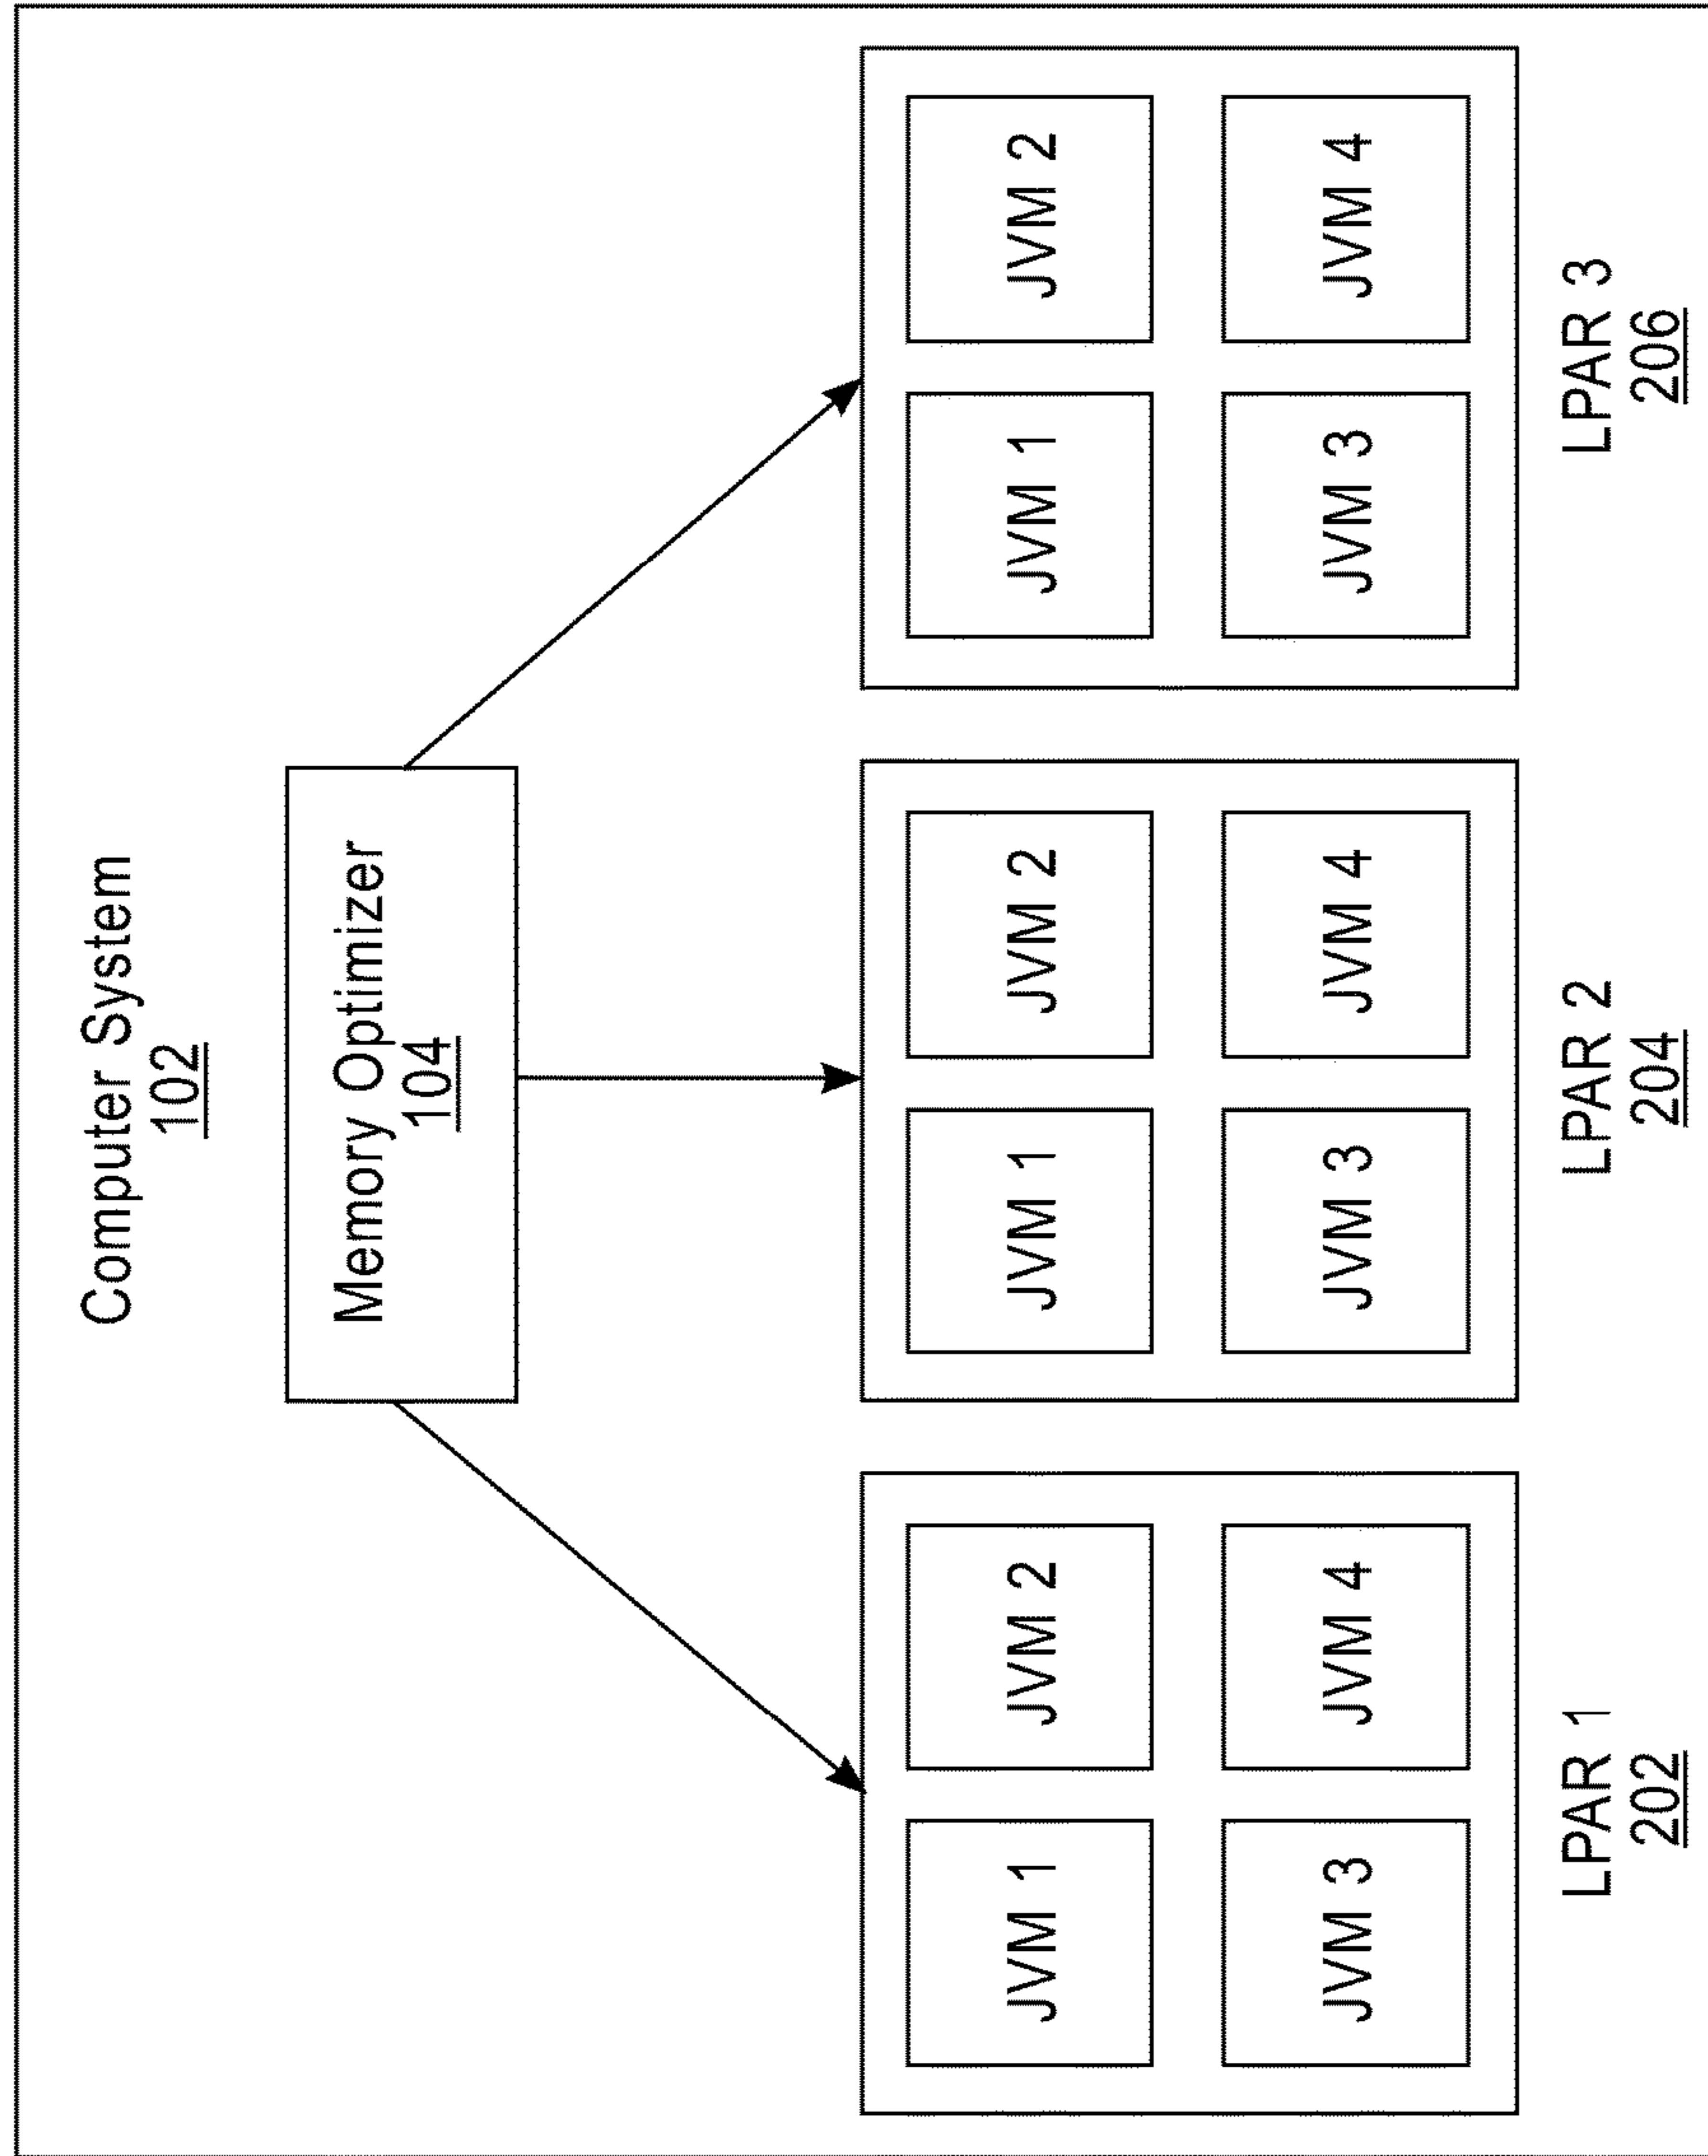 Computer System
102
Memory Optimizer
104
JVM 1
JVM 2
JVM 3
JVM 4
LPAR 1
202
JVM 1
JVM 2
JVM 3
JVM 4
LPAR 2
204
JVM 1
JVM 2
JVM 3
JVM 4
LPAR 3
206